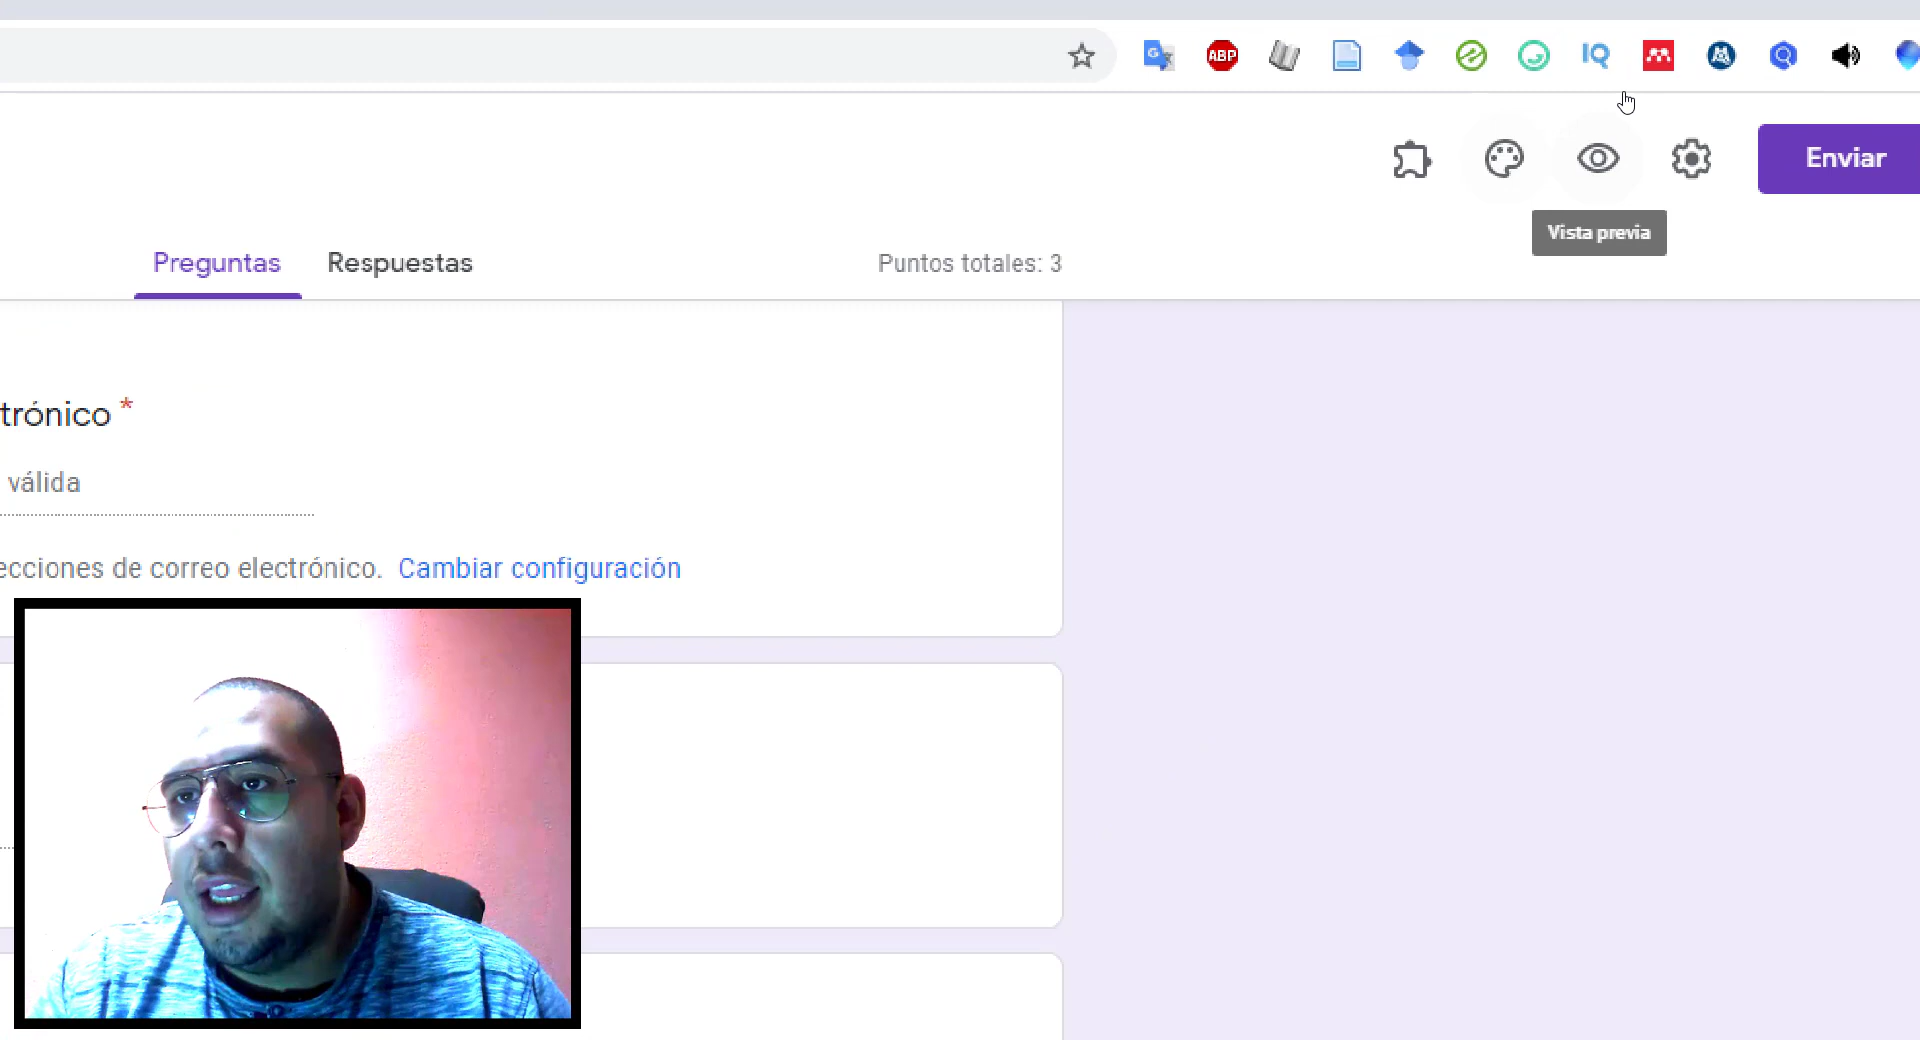 ABP
IQ
Enviar
Vista previa
Preguntas
Respuestas
Puntos totales: 3
trónico *
válida
ecciones de correo electrónico. Cambiar configuración